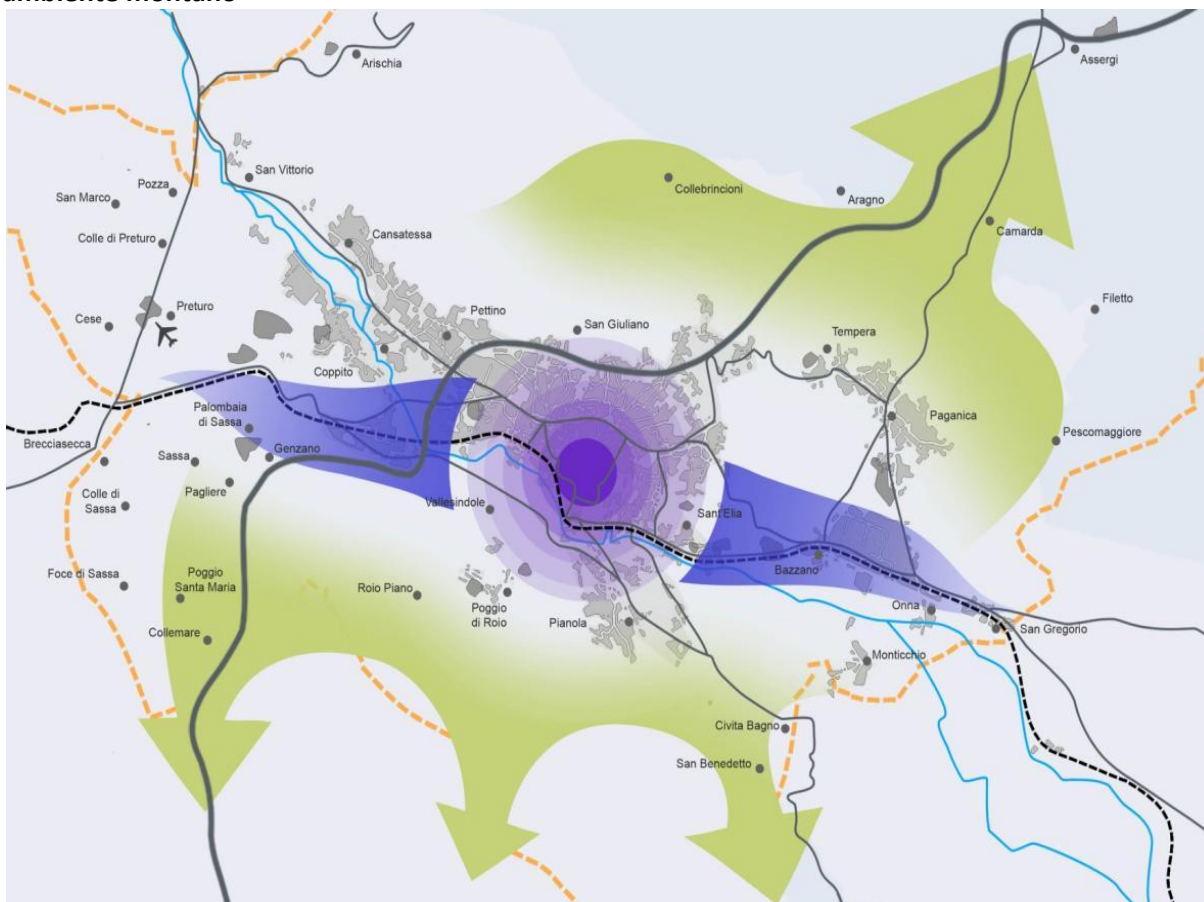 ambiente montano
Arischia
Assergi
San Vittorio
Pozza
San Marco
Collebrincioni
Aragno
Colle di Preturo
Cansatessa
Camarda
Preturo
Cese
Pettino
San Giuliano
Filetto
Tempera
Coppito
Palombaia
di Sassa
Paganica
Brecciasecca
Sassa
Genzano
Pescomaggiore
Pagliere
Colle di
Sassa
Vallesindole
Sant'Elia
Bazzano
Foce di Sassa
Poggio
Santa Maria
Roio Piano
Poggio
di Roio
Pianola
Onna
San Gregorio
Collemare
Monticchio
Civita Bagno
San Benedetto